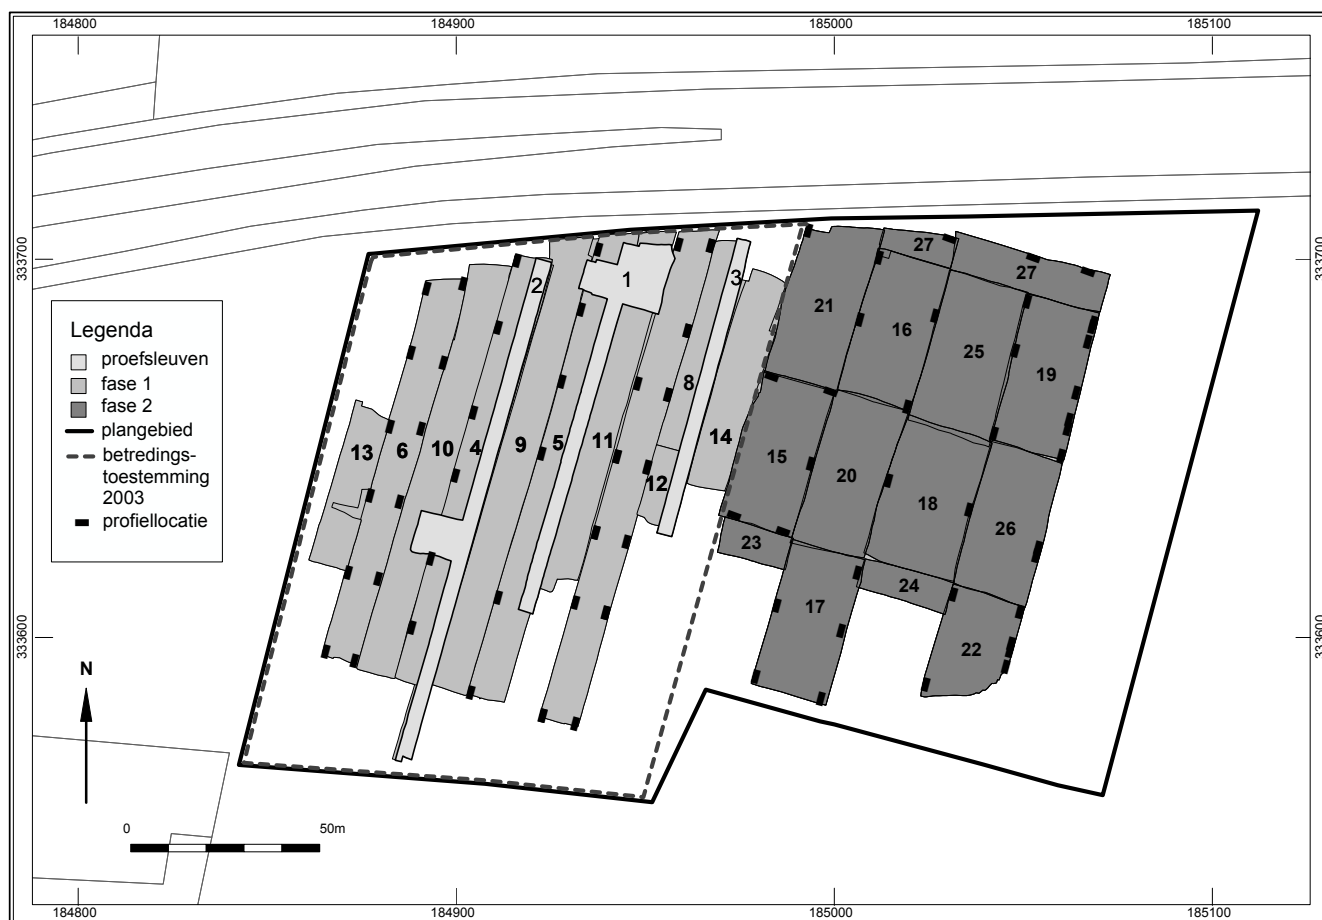 184800 184900 185000 185100
333700 333700
27
3 27
1
2
21 16
25
Legenda
proefsleuven
fase 1
fase 2
plangebied
betredings-
toestemming
2003
profiellocatie
19
8
13 6 10 4 9 5 11 14
15 20
12
18
26
23
24
17
22
333600 333600
N
0 50m
184800 184900 185000 185100